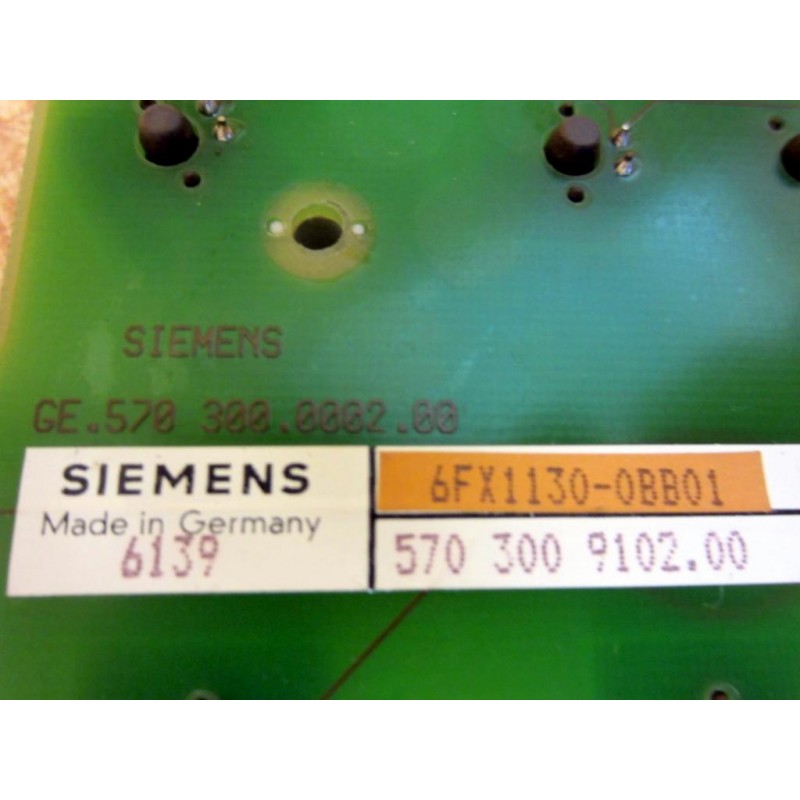 SIEMENS
GE.570 300.0002.00
SIEMENS
Made in Germany
6139
6FX1130-0BB01
570 300 9102.00